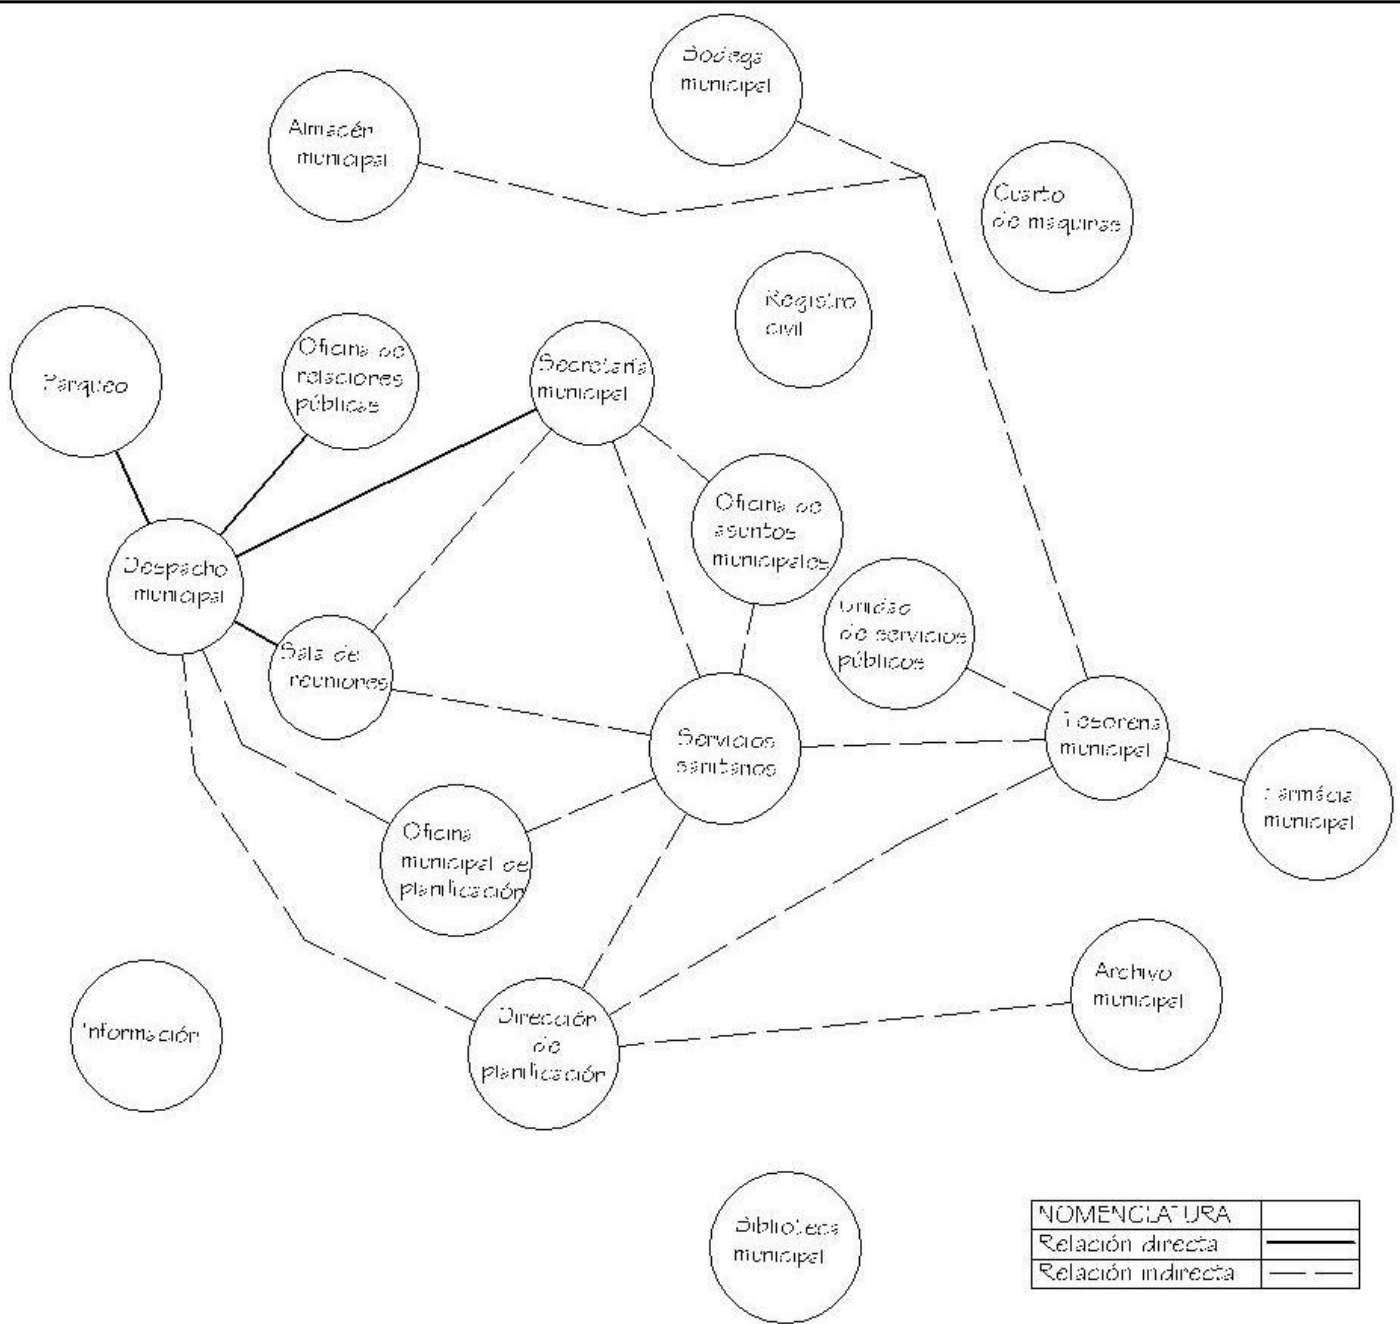 Bodega
municipal
Almacén
municipal
Cuarto
de maquinas
Registro
civil
Parqueo
Oficina de
relaciones
públicas
Secretaría
municipal
Oficina de
asuntos
municipales
Despacho
municipal
Unidad
de servicios
públicos
Sala de
reuniones
Servicios
sanitarios
Tesorería
municipal
Farmácia
municipal
Oficina
municipal de
planificación
Archivo
municipal
Información
Dirección
de
planificación
Biblioteca
municipal
NOMENCLATURA
Relación directa
Relación indirecta